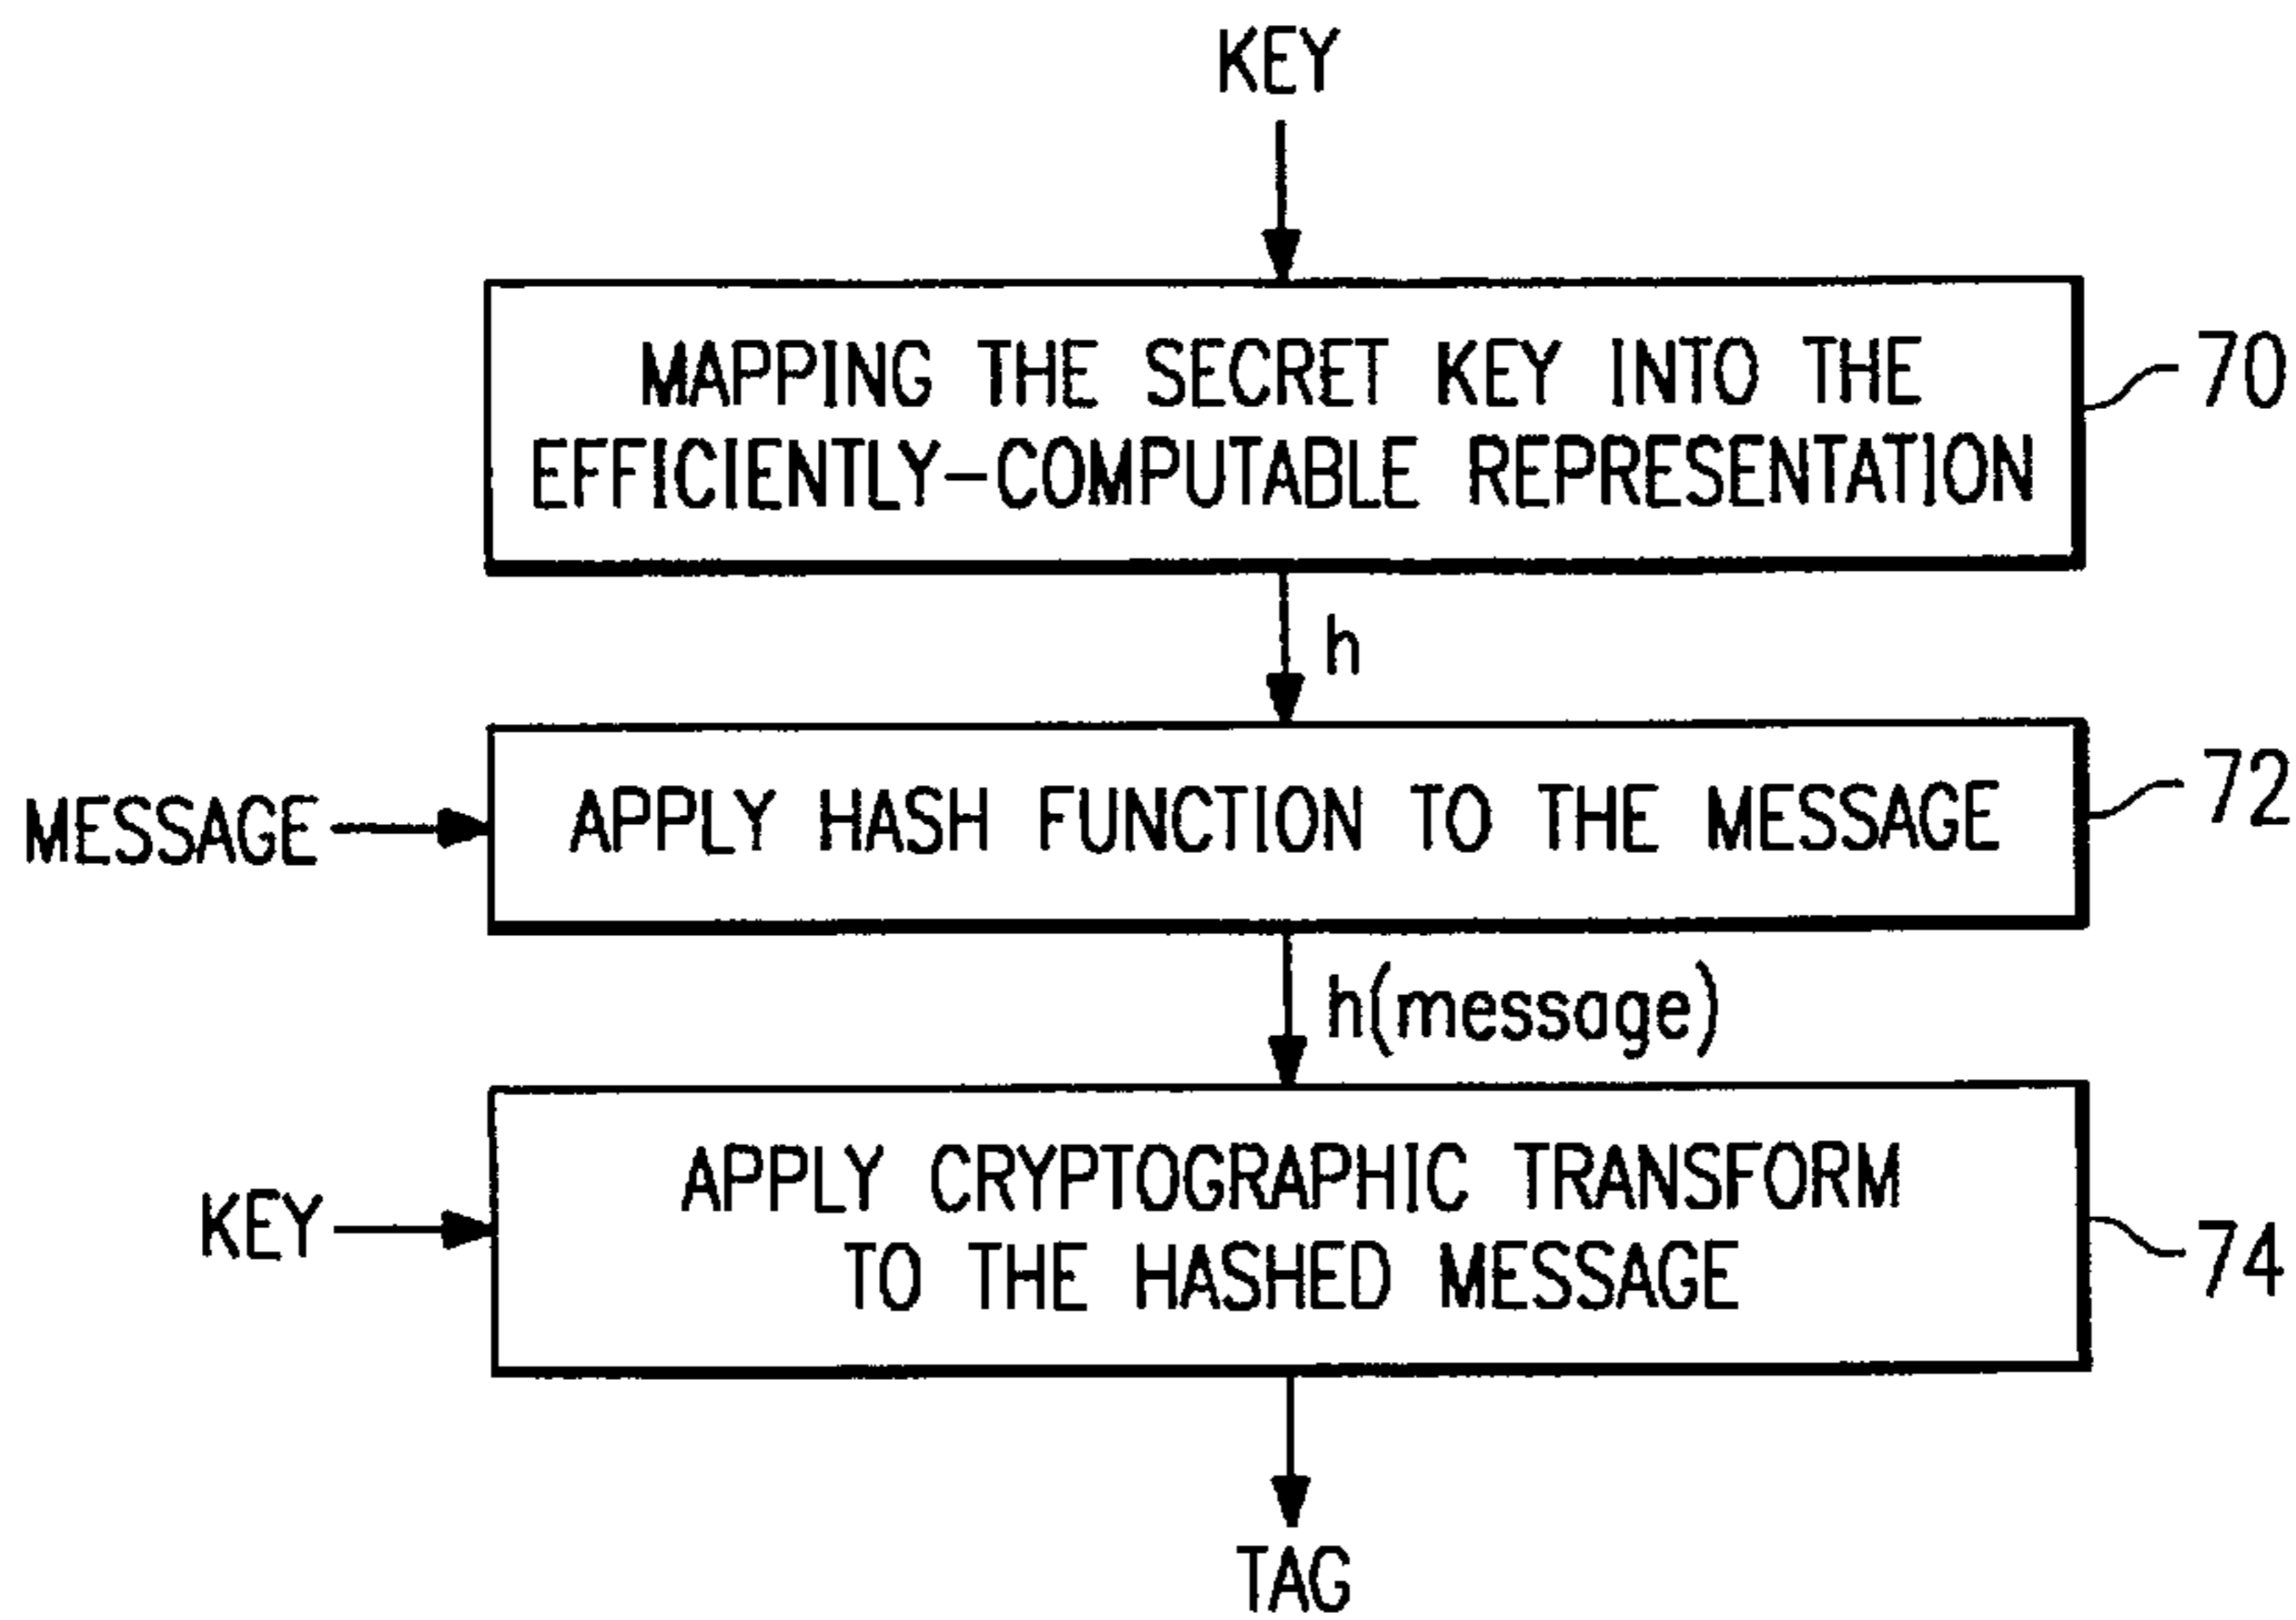 KEY
MAPPING THE SECRET KEY INTO THE
EFFICIENTLY-COMPUTABLE REPRESENTATION
70
h
MESSAGE
APPLY HASH FUNCTION TO THE MESSAGE
72
h(message)
KEY
APPLY CRYPTOGRAPHIC TRANSFORM
TO THE HASHED MESSAGE
74
TAG